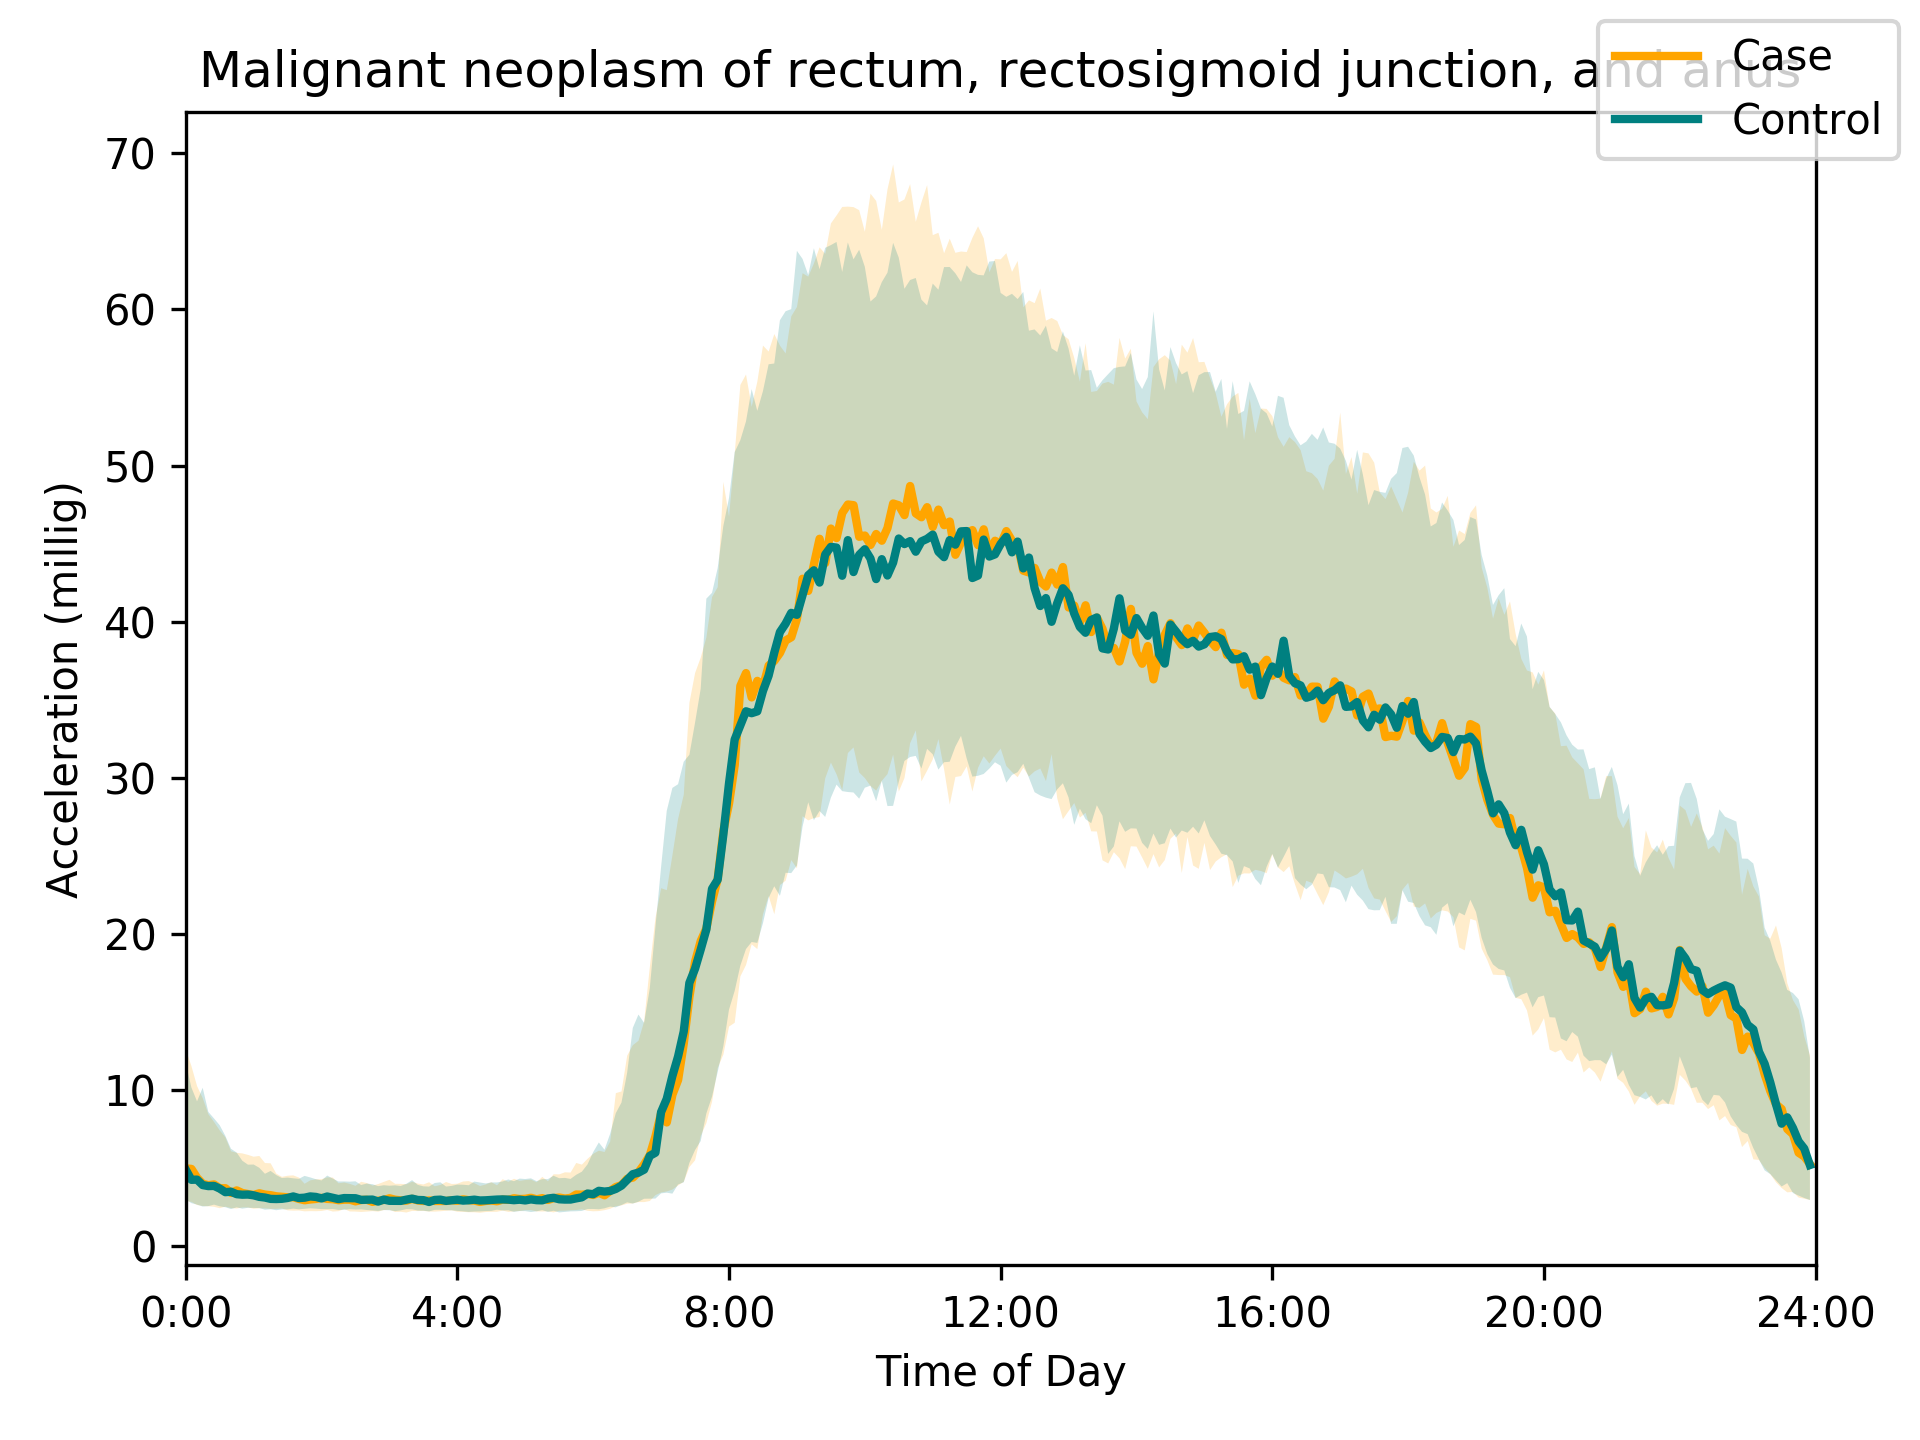 Malignant neoplasm of rectum, rectosigmoid junction, and anus
Case
Control
70
60
50
40
30
20
10
0
Acceleration (millig)
0:00 4:00 8:00 12:00 16:00 20:00 24:00
Time of Day